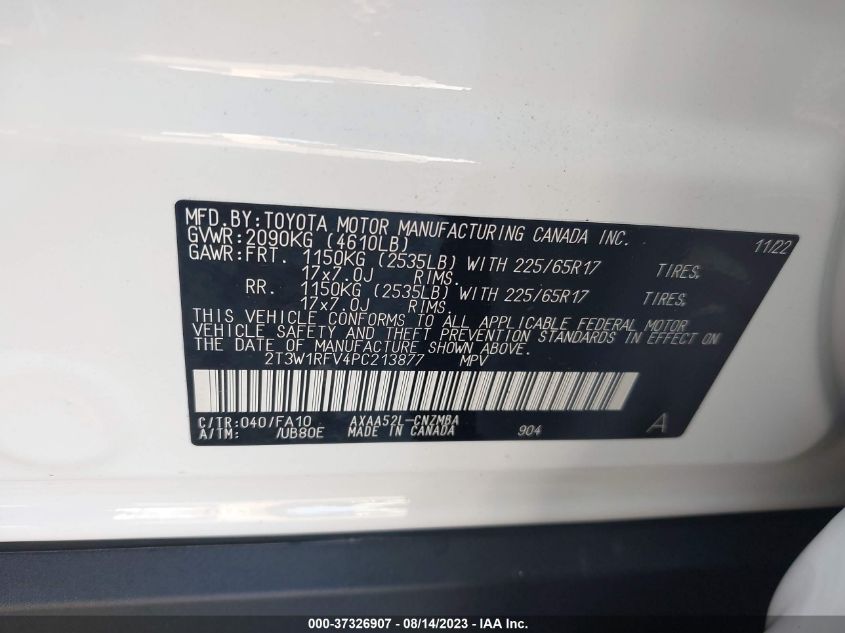 MFD.BY:TOYOTA MOTOR MANUFACTURING CANADA INC. 11/22
GVWR:2090KG (4610LB)
GAWR:FRT. 1150KG (2535LB) WITH 225/65R17 TIRES,
17x7.0J RIMS.
RR. 1150KG (2535LB) WITH 225/65R17 TIRES,
17x7.0J RIMS.
THIS VEHICLE CONFORMS TO ALL APPLICABLE FEDERAL MOTOR
VEHICLE SAFETY AND THEFT PREVENTION STANDARDS IN EFFECT ON
THE DATE OF MANUFACTURE SHOWN ABOVE.
2T3W1RFV4PC213877 MPV
C/TR:040/FA10 AXAA52L-CNZMBA
A/TM: /UB80E MADE IN CANADA 904 A
000-37326907 - 08/14/2023 - IAA Inc.